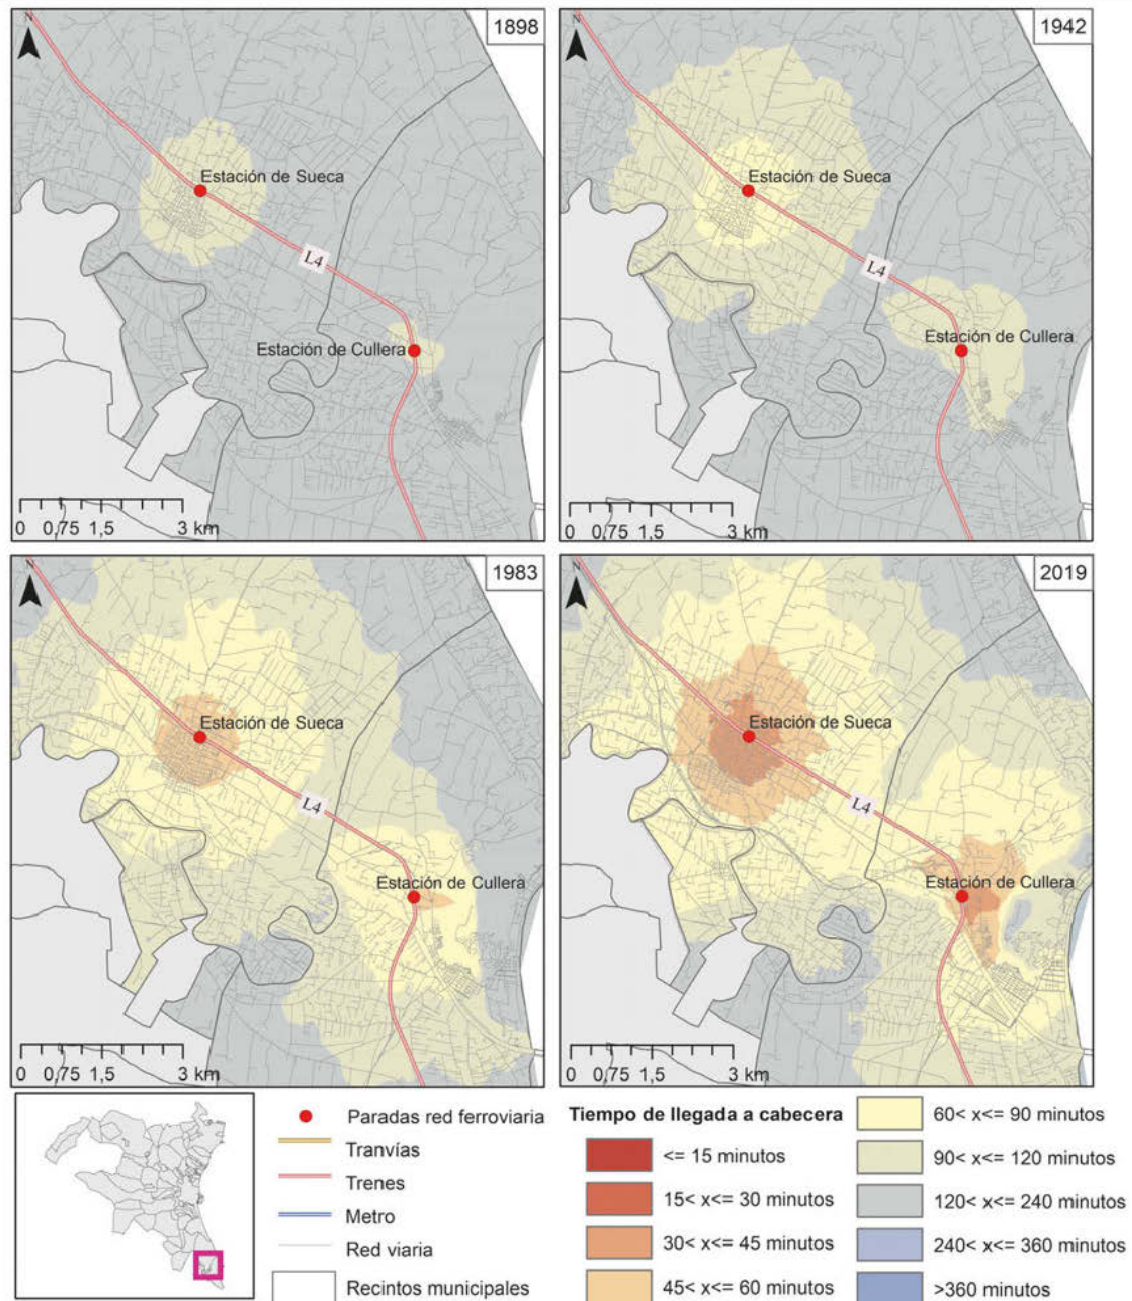 1898
N
Estación de Sueca
L4
Estación de Cullera
0 0,75 1,5 3 km
1942
N
Estación de Sueca
L4
Estación de Cullera
0 0,75 1,5 3 km
1983
N
Estación de Sueca
L4
Estación de Cullera
0 0,75 1,5 3 km
2019
N
Estación de Sueca
L4
Estación de Cullera
0 0,75 1,5 3 km
Paradas red ferroviaria
Tranvías
Trenes
Metro
Red viaria
Recintos municipales
Tiempo de llegada a cabecera
<= 15 minutos
15< x<= 30 minutos
30< x<= 45 minutos
45< x<= 60 minutos
60< x<= 90 minutos
90< x<= 120 minutos
120< x<= 240 minutos
240< x<= 360 minutos
>360 minutos